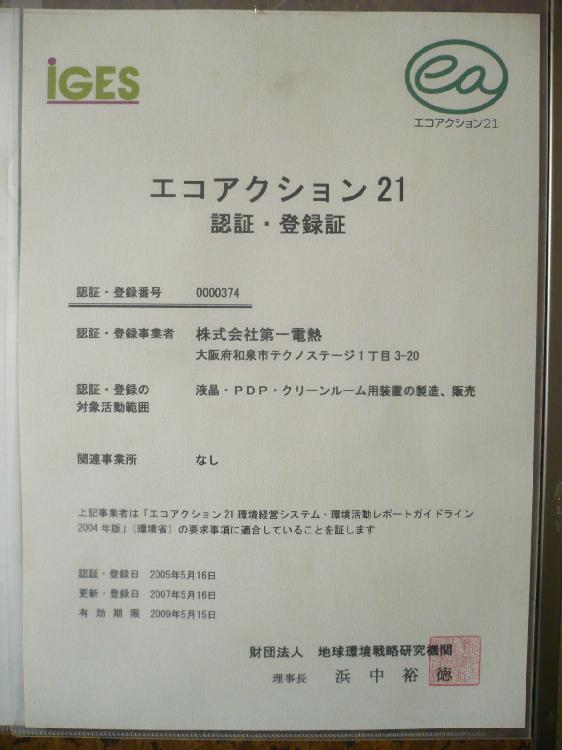 iGES
ea
エコアクション21
エコアクション21
認証・登録証
認証・登録番号 0000374
認証・登録事業者 株式会社第一電熱
大阪府和泉市テクノステージ1丁目3-20
認証・登録の 液晶・PDP・クリーンルーム用装置の製造、販売
対象活動範囲
関連事業所 なし
上記事業者は「エコアクション21環境経営システム・環境活動レポートガイドライン
2004年版」(環境省)の要求事項に適合していることを証します
認証・登録日 2005年5月16日
更新・登録日 2007年5月16日
有効期限 2009年5月15日
財団法人 地球環境戦略研究機関
理事長 浜中裕徳